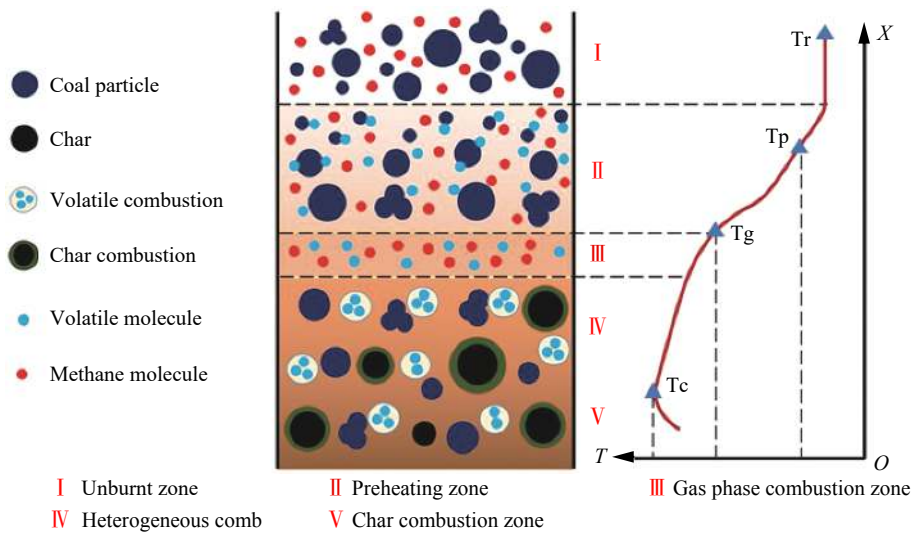 Coal particle
Char
Volatile combustion
Char combustion
Volatile molecule
Methane molecule
Ⅰ
Ⅱ
Ⅲ
Ⅳ
Ⅴ
Tr
X
Tp
Tg
Tc
T
O
Ⅰ Unburnt zone
Ⅱ Preheating zone
Ⅲ Gas phase combustion zone
Ⅳ Heterogeneous comb
Ⅴ Char combustion zone